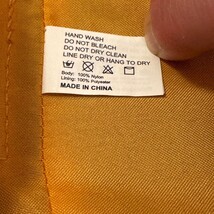 HAND WASH
DO NOT BLEACH
DO NOT DRY CLEAN
LINE DRY OR HANG TO DRY
Body: 100% Nylon
Lining: 100% Polyester
MADE IN CHINA